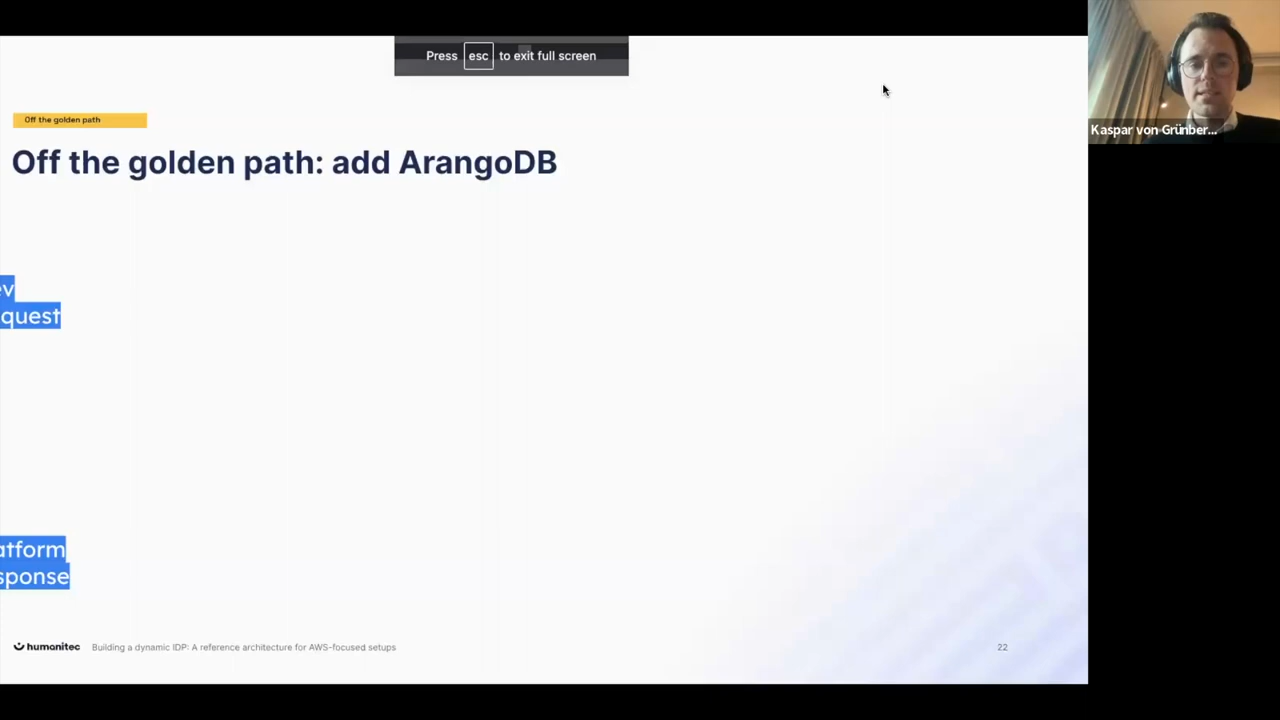 Press esc to exit full screen
Kaspar von Grünber...
Off the golden path
Off the golden path: add ArangoDB
ev
quest
atform
sponse
humanitec Building a dynamic IDP: A reference architecture for AWS-focused setups 22